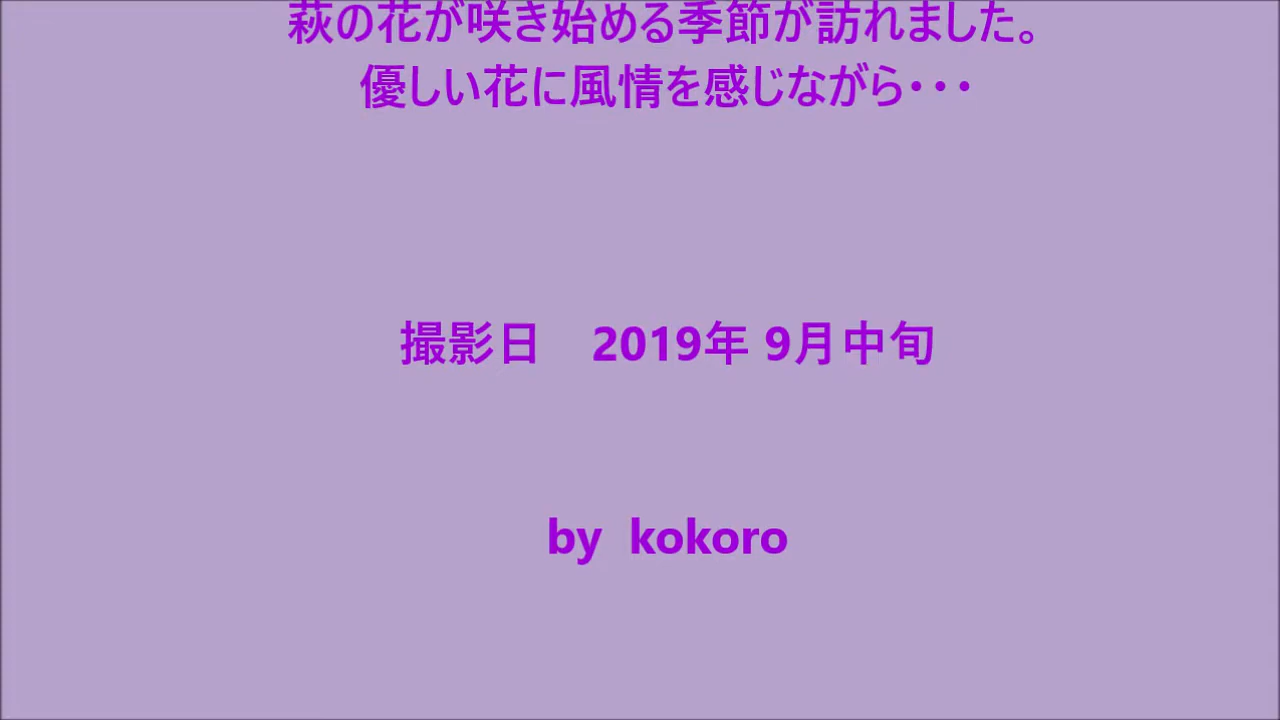 萩の花が咲き始める季節が訪れました。
優しい花に風情を感じながら・・・
撮影日　2019年 9月中旬
by kokoro